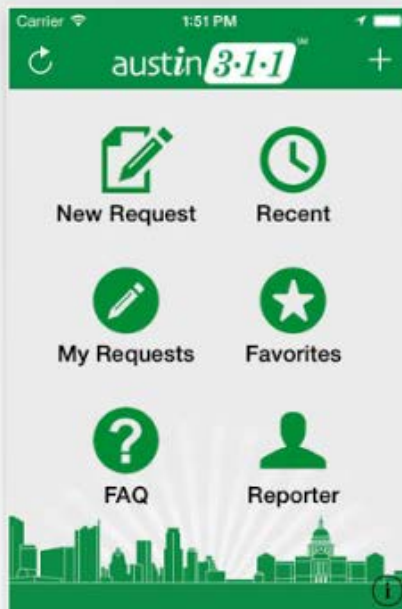 Carrier 1:51 PM
austin 3·1·1 SM
New Request Recent
My Requests Favorites
FAQ Reporter